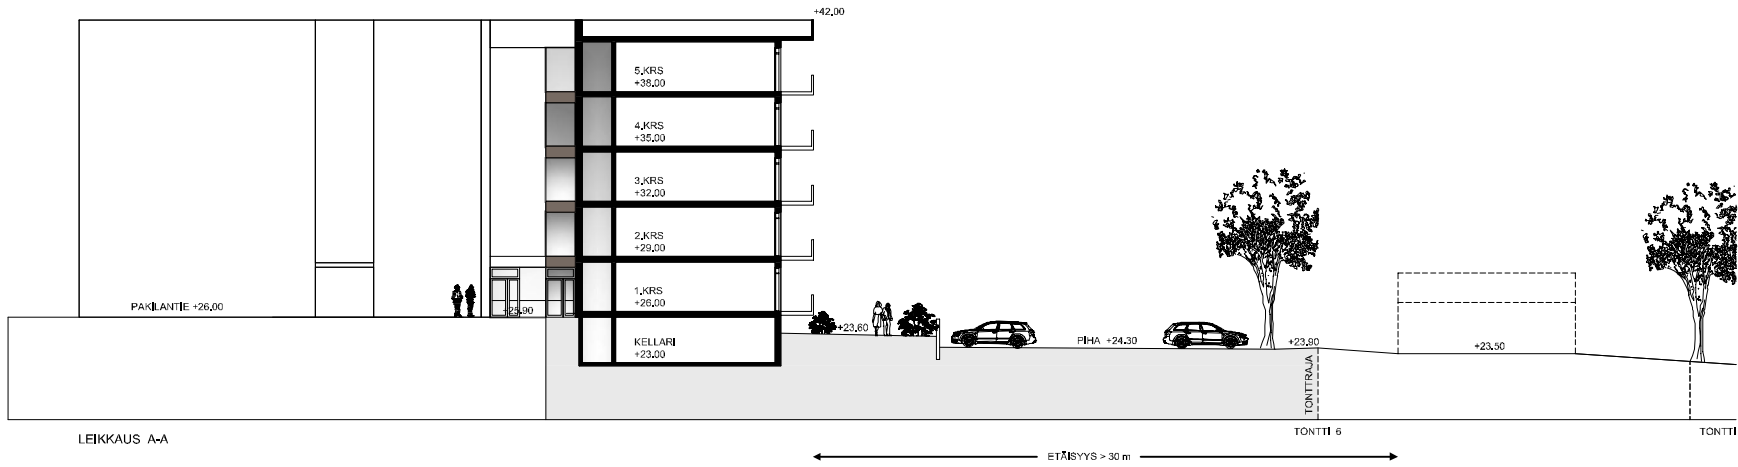 +42.00
5.KRS
+38.00
4.KRS
+35.00
3.KRS
+32.00
2.KRS
+29.00
1.KRS
+26.00
PAKILANTIE +26.00
+25.90
KELLARI
+23.00
+23.60
PIHA +24.30
+23.90
+23.50
TONTTRAJA
LEIKKAUS A-A
TONTTI 6
TONTTI
ETÄISYYS > 30 m